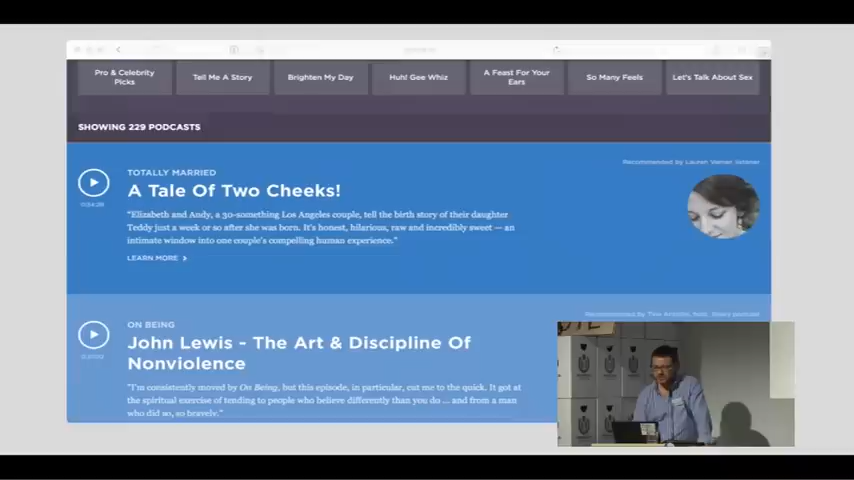 Pro & Celebrity
Picks
Tell Me A Story
Brighten My Day
Huh! Gee Whiz
A Feast For Your
Ears
So Many Feels
Let's Talk About Sex
SHOWING 229 PODCASTS
Recommended by Lauren
TOTALLY MARRIED
A Tale Of Two Cheeks!
"Elizabeth and Andy, a 30-something Los Angeles couple, tell the birth story of their daughter
Teddy just a week or so after she was born. It's honest, hilarious, raw and incredibly sweet — an
intimate window into one couple's compelling human experience."
LEARN MORE
Recommended by
ON BEING
John Lewis - The Art & Discipline Of
Nonviolence
"I'm consistently moved by On Being, but this episode, in particular, cut me to the quick. It got at
the spiritual exercise of tending to people who believe differently than you do ... and from a man
who did so, so bravely."